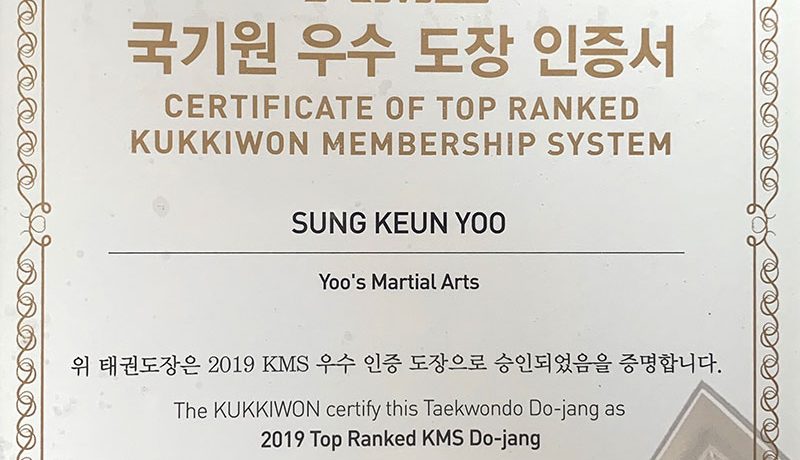 국기원 우수 도장 인증서
CERTIFICATE OF TOP RANKED
KUKKIWON MEMBERSHIP SYSTEM
SUNG KEUN YOO
Yoo's Martial Arts
위 태권도장은 2019 KMS 우수 인증 도장으로 승인되었음을 증명합니다.
The KUKKIWON certify this Taekwondo Do-jang as
2019 Top Ranked KMS Do-jang